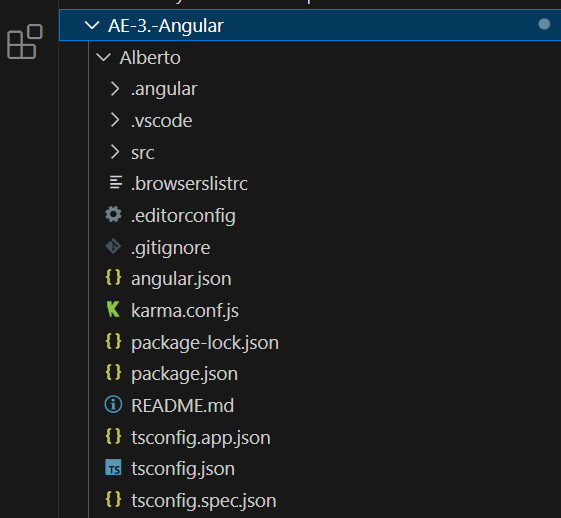 AE-3.-Angular
Alberto
.angular
.vscode
src
.browserslistrc
.editorconfig
.gitignore
{} angular.json
karma.conf.js
{} package-lock.json
{} package.json
README.md
{} tsconfig.app.json
TS tsconfig.json
{} tsconfig.spec.json